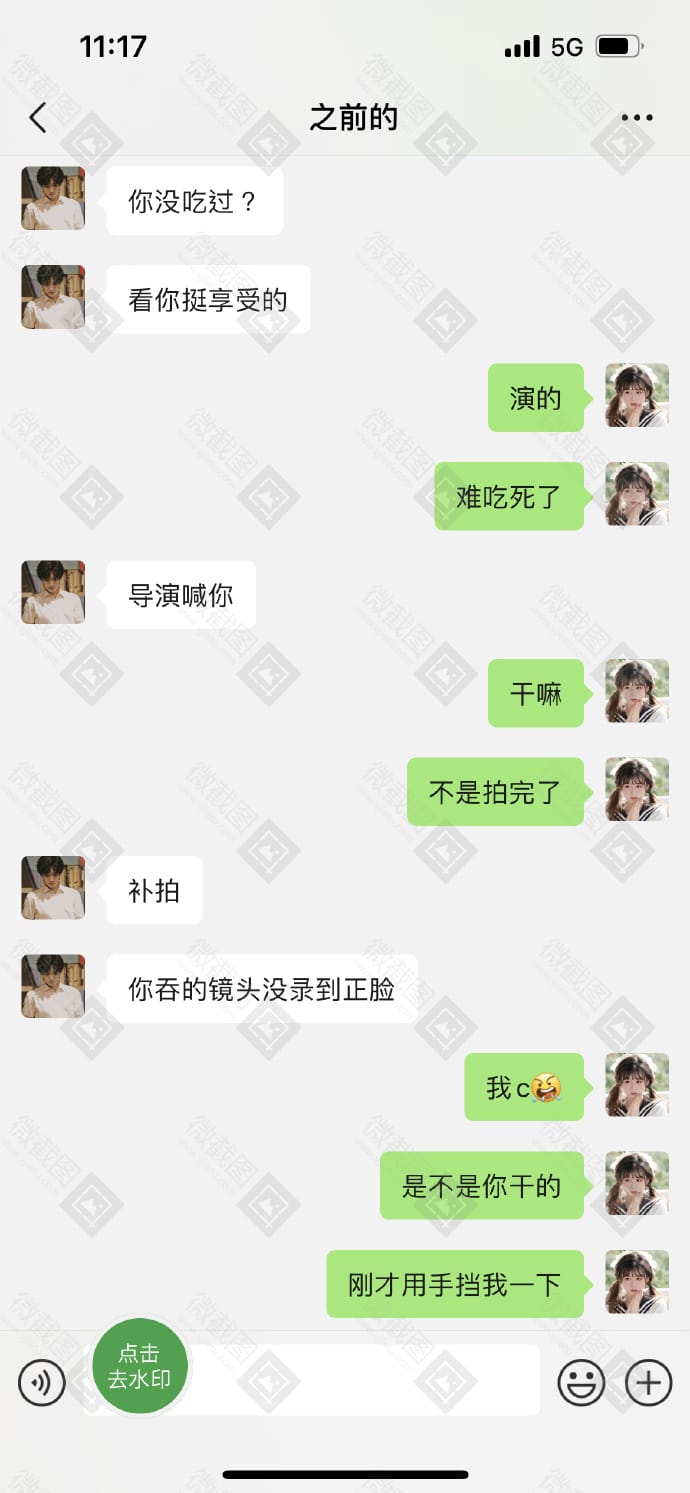 11:17
5G
之前的
你没吃过？
看你挺享受的
演的
难吃死了
导演喊你
干嘛
不是拍完了
补拍
你吞的镜头没录到正脸
我c🤣
是不是你干的
刚才用手挡我一下
点击
去水印
微截图